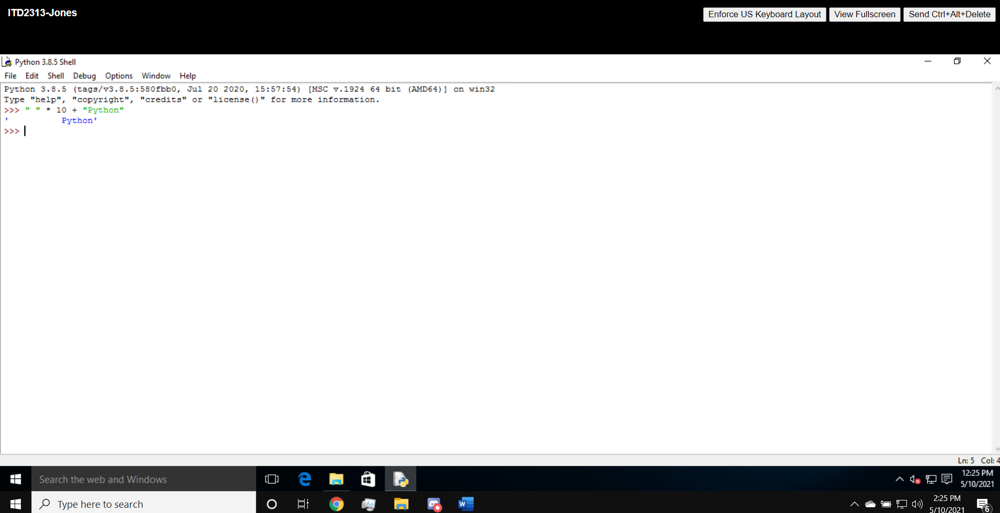 ITD2313-Jones
Enforce US Keyboard Layout View Fullscreen Send Ctrl+Alt+Delete
Python 3.8.5 Shell
File Edit Shell Debug Options Window Help
Python 3.8.5 (tags/v3.8.5:580fbb0, Jul 20 2020, 15:57:54) [MSC v.1924 64 bit (AMD64)] on win32
Type "help", "copyright", "credits" or "license()" for more information.
>>> " " * 10 + "Python"
'          Python'
>>>
Ln: 5 Col: 4
Search the web and Windows
12:25 PM
5/10/2021
Type here to search
2:25 PM
5/10/2021
6